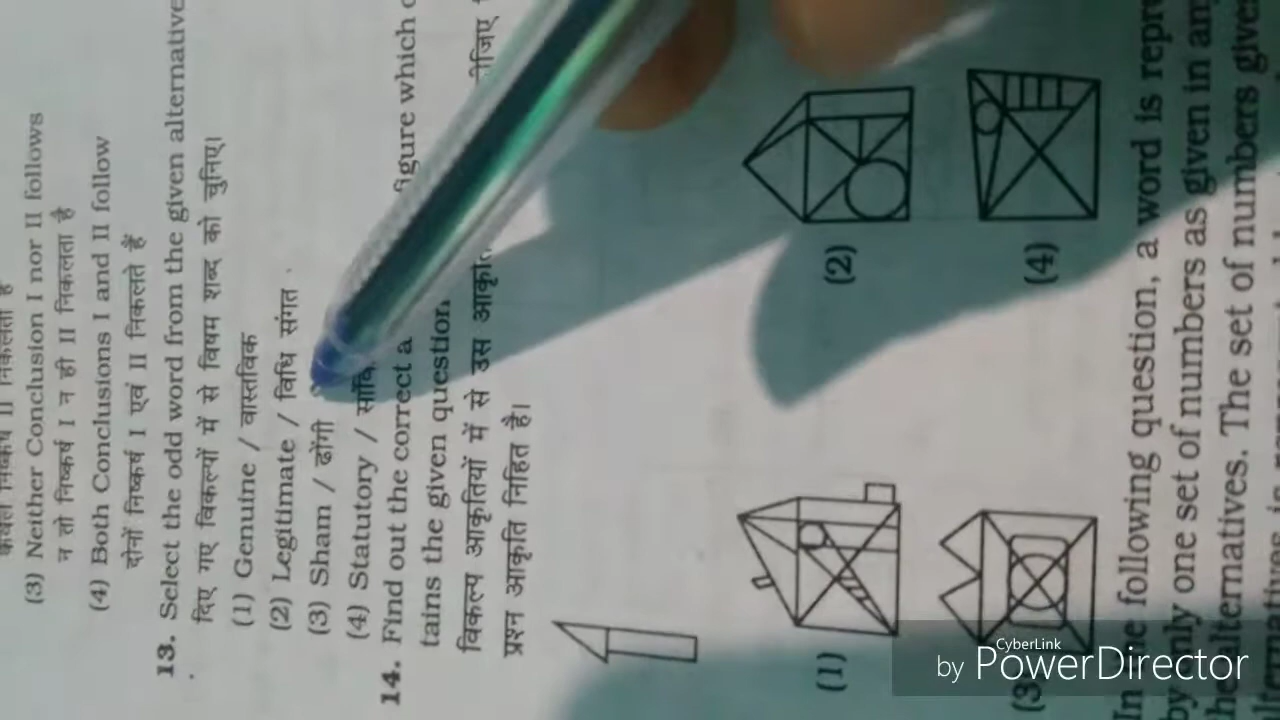 (3) Neither Conclusion I nor II follows
न तो निष्कर्ष I न ही II निकलता है
(4) Both Conclusions I and II follow
दोनों निष्कर्ष I एवं II निकलते हैं
13. Select the odd word from the given alternative
दिए गए विकल्पों में से विषम शब्द को चुनिए।
(1) Genuine / वास्तविक
(2) Legitimate / विधि संगत
(3) Sham / ढोंगी
(4) Statutory /
14. Find out the correct a figure which
tains the given question
विकल्प आकृतियों में से उस
प्रश्न आकृति निहित है।
(1)
(2)
(3)
(4)
In the following question, a word is repre
by only one set of numbers as given in an
the alternatives. The set of numbers give
CyberLink
by PowerDirector